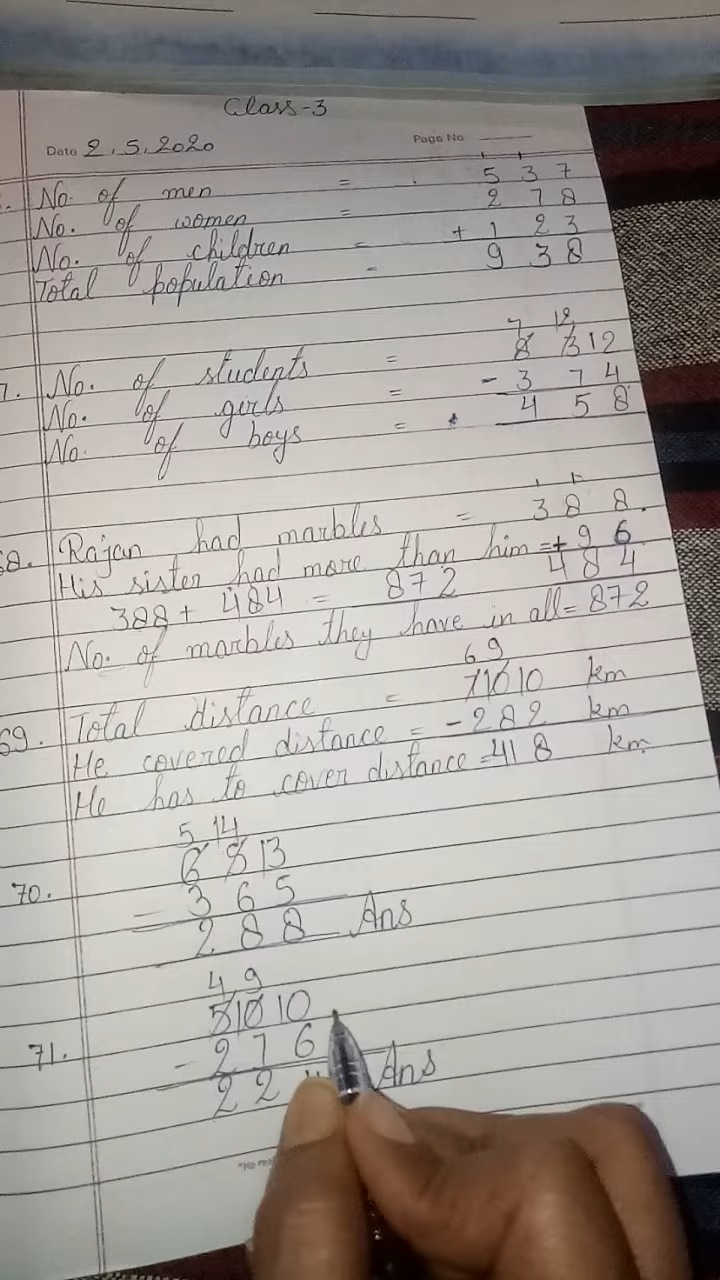 Class-3
Date 2.5.2020
Page No
No. of men = 5 3 7
No. of women = 2 7 8
No. of children = + 1 2 3
Total population = 9 3 8
7 12
7. No. of students = 8 3 12
No. of girls = - 3 7 4
No. of boys = 4 5 8
68. Rajan had marbles = 3 8 8.
His sister had more than him = + 9 6
388 + 484 = 872 4 8 4
No. of marbles they have in all = 872
6 9
69. Total distance = 7 10 10 km
He covered distance = - 282 km
He has to cover distance = 418 km
5 14
6 5 13
70. - 3 6 5
2 8 8 Ans
4 9
5 10 10
71. - 2 7 6
2 2 Ans